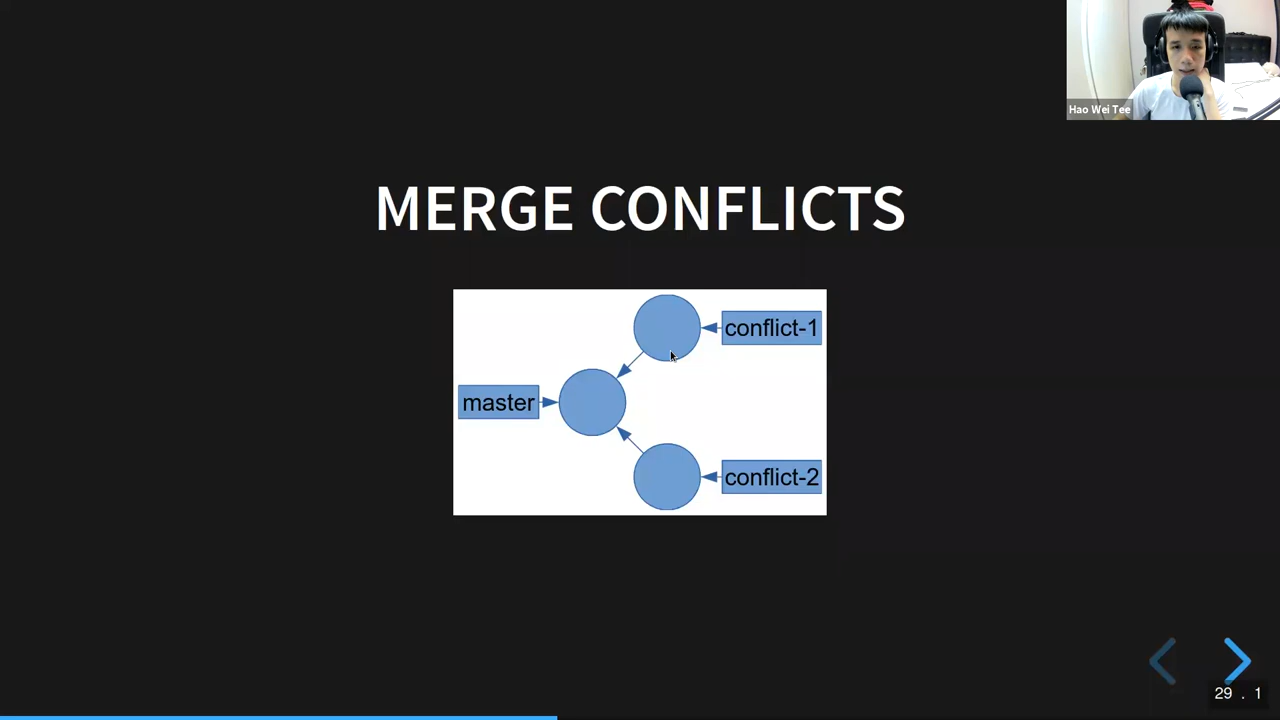 Hao Wei Tee
MERGE CONFLICTS
conflict-1
master
conflict-2
29 . 1